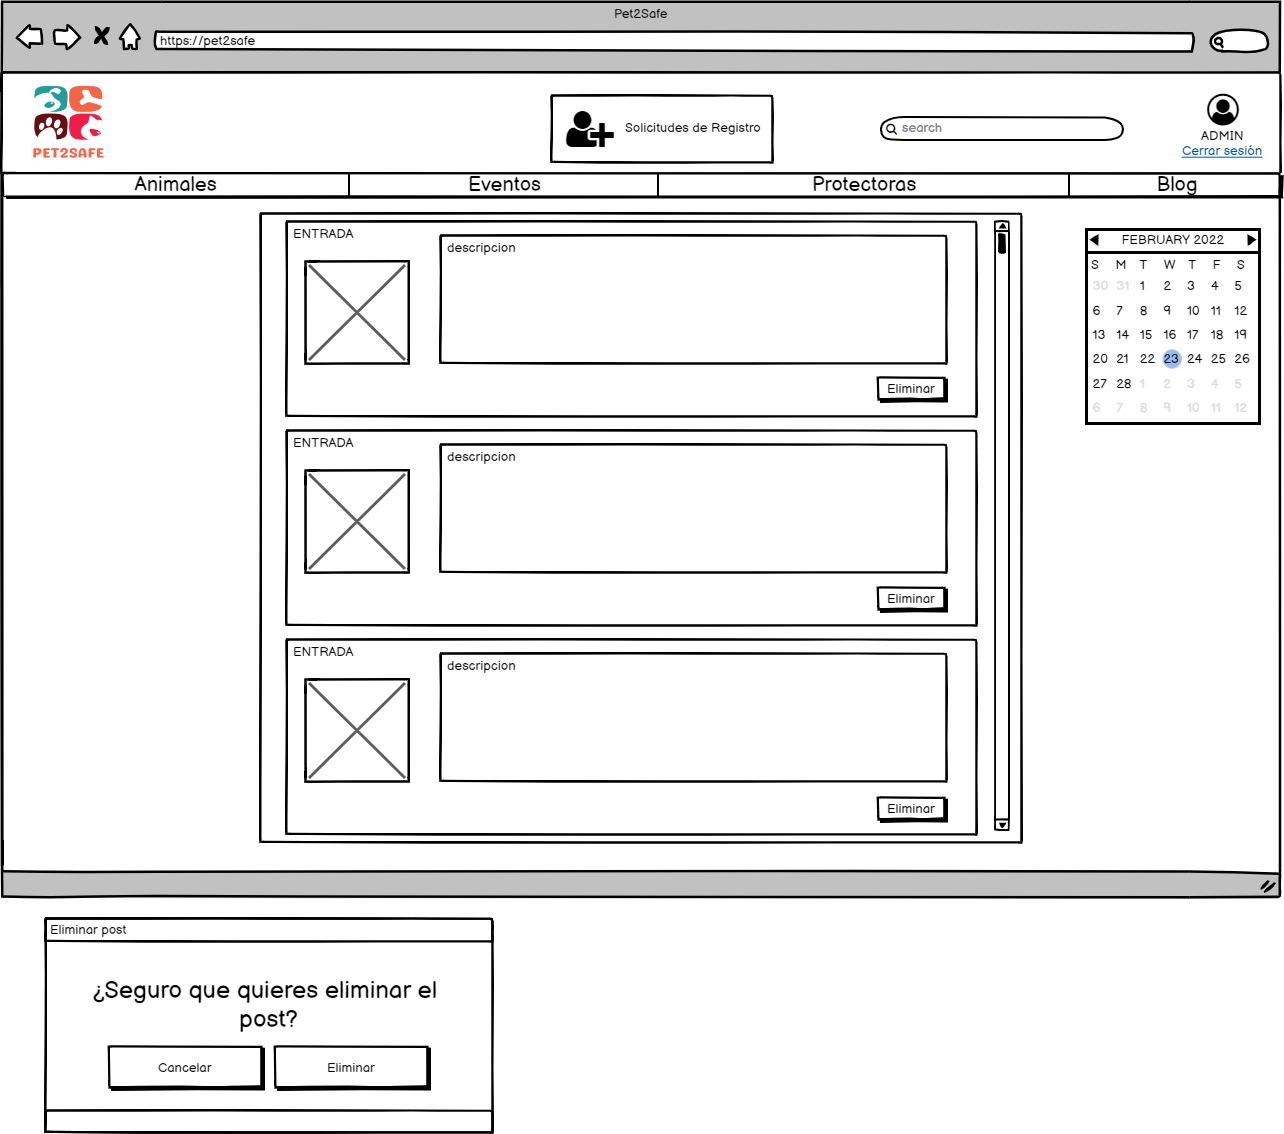 Pet2Safe
https://pet2safe
PET2SAFE
Solicitudes de Registro
search
ADMIN
Cerrar sesión
Animales
Eventos
Protectoras
Blog
ENTRADA
descripcion
Eliminar
ENTRADA
descripcion
Eliminar
ENTRADA
descripcion
Eliminar
FEBRUARY 2022
S M T W T F S
30 31 1 2 3 4 5
6 7 8 9 10 11 12
13 14 15 16 17 18 19
20 21 22 23 24 25 26
27 28 1 2 3 4 5
6 7 8 9 10 11 12
Eliminar post
¿Seguro que quieres eliminar el
post?
Cancelar
Eliminar